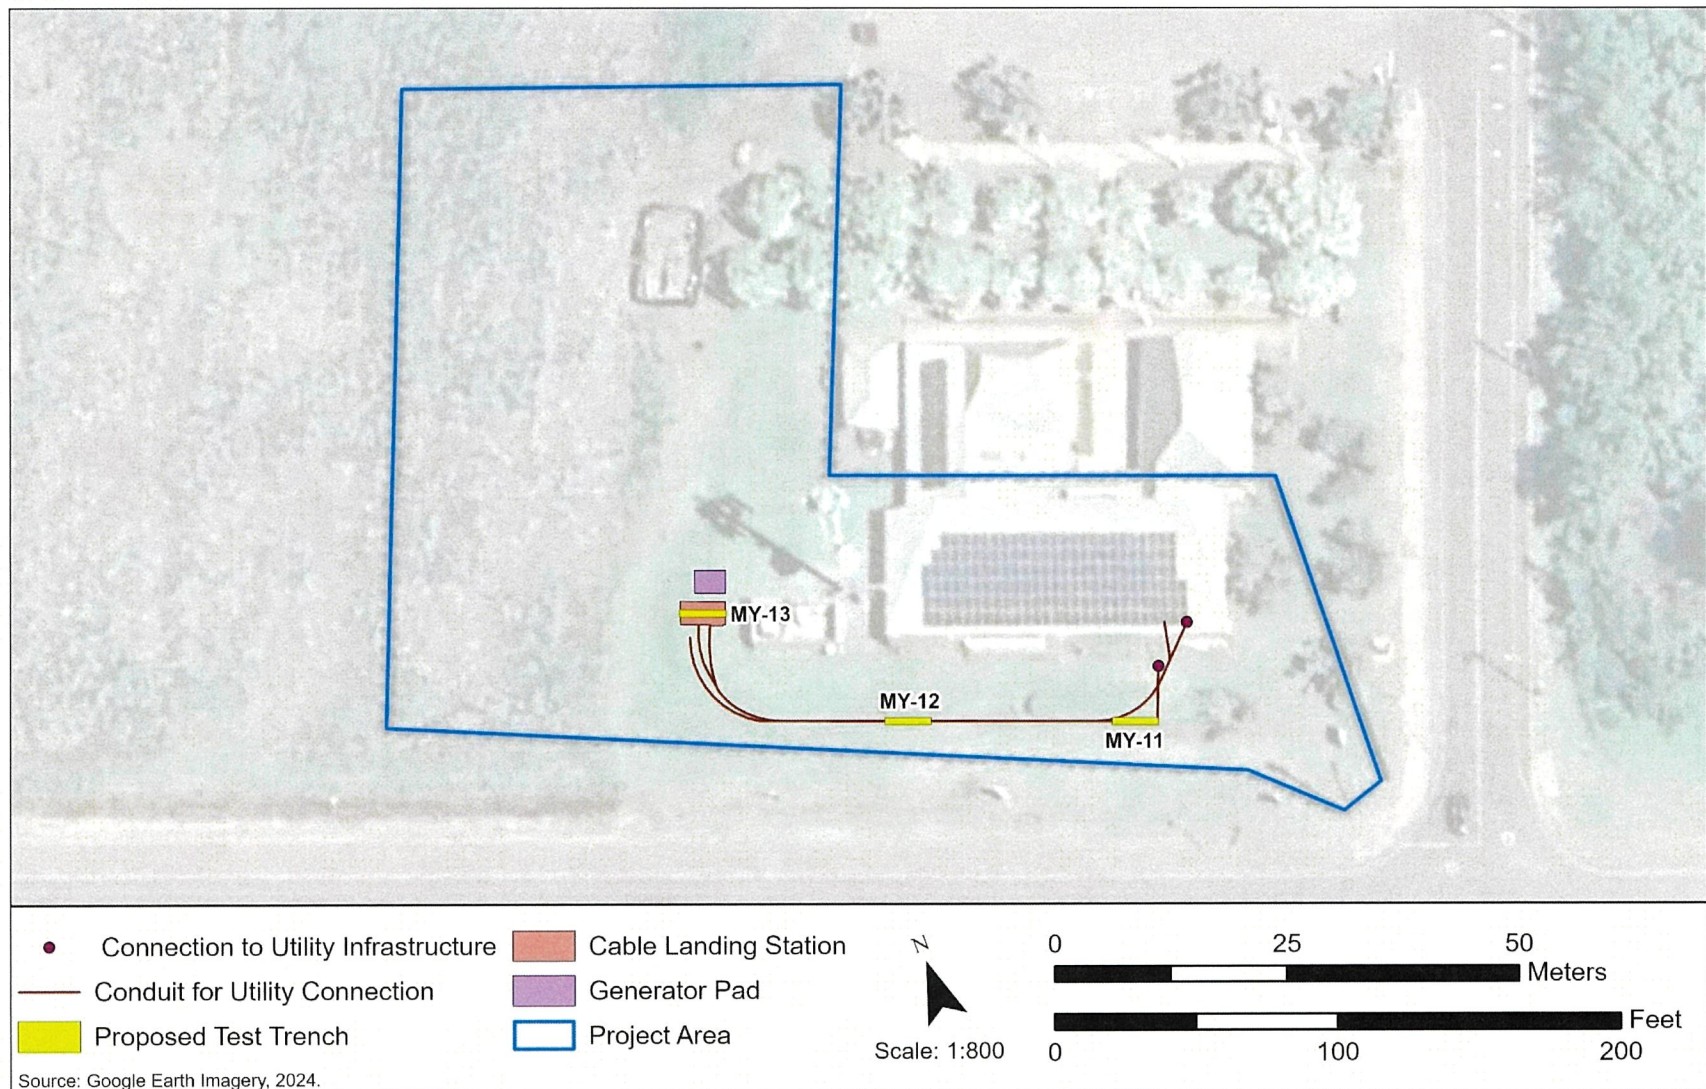 MY-13
MY-12
MY-11
Connection to Utility Infrastructure
Conduit for Utility Connection
Proposed Test Trench
Source: Google Earth Imagery, 2024.
Cable Landing Station
Generator Pad
Project Area
N
Scale: 1:800
0 25 50
Meters
Feet
0 100 200